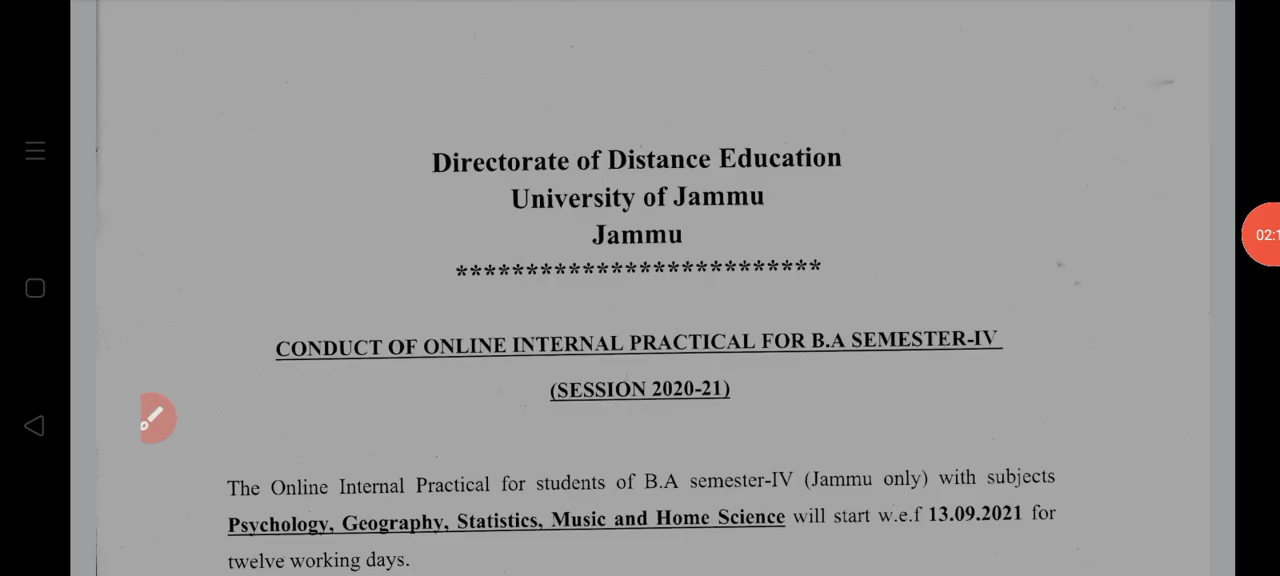 Directorate of Distance Education
University of Jammu
Jammu
**************************
CONDUCT OF ONLINE INTERNAL PRACTICAL FOR B.A SEMESTER-IV
(SESSION 2020-21)
The Online Internal Practical for students of B.A semester-IV (Jammu only) with subjects
Psychology, Geography, Statistics, Music and Home Science will start w.e.f 13.09.2021 for
twelve working days.